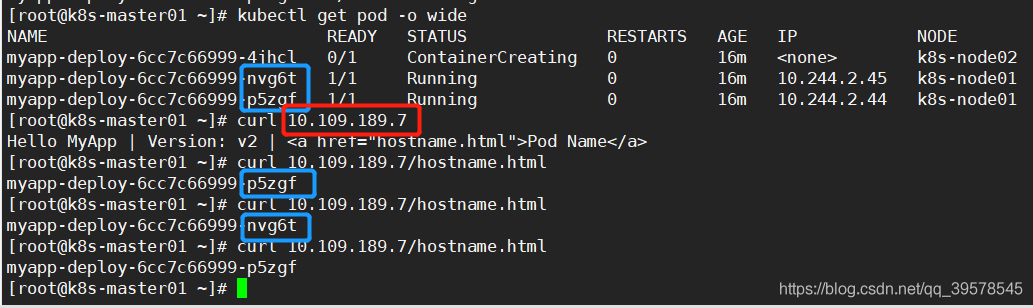 [root@k8s-master01 ~]# kubectl get pod -o wide
NAME READY STATUS RESTARTS AGE IP NODE
myapp-deploy-6cc7c66999-4jhcl 0/1 ContainerCreating 0 16m <none> k8s-node02
myapp-deploy-6cc7c66999-nvg6t 1/1 Running 0 16m 10.244.2.45 k8s-node01
myapp-deploy-6cc7c66999-p5zgf 1/1 Running 0 16m 10.244.2.44 k8s-node01
[root@k8s-master01 ~]# curl 10.109.189.7
Hello MyApp | Version: v2 | <a href="hostname.html">Pod Name</a>
[root@k8s-master01 ~]# curl 10.109.189.7/hostname.html
myapp-deploy-6cc7c66999-p5zgf
[root@k8s-master01 ~]# curl 10.109.189.7/hostname.html
myapp-deploy-6cc7c66999-nvg6t
[root@k8s-master01 ~]# curl 10.109.189.7/hostname.html
myapp-deploy-6cc7c66999-p5zgf
[root@k8s-master01 ~]#
https://blog.csdn.net/qq_39578545